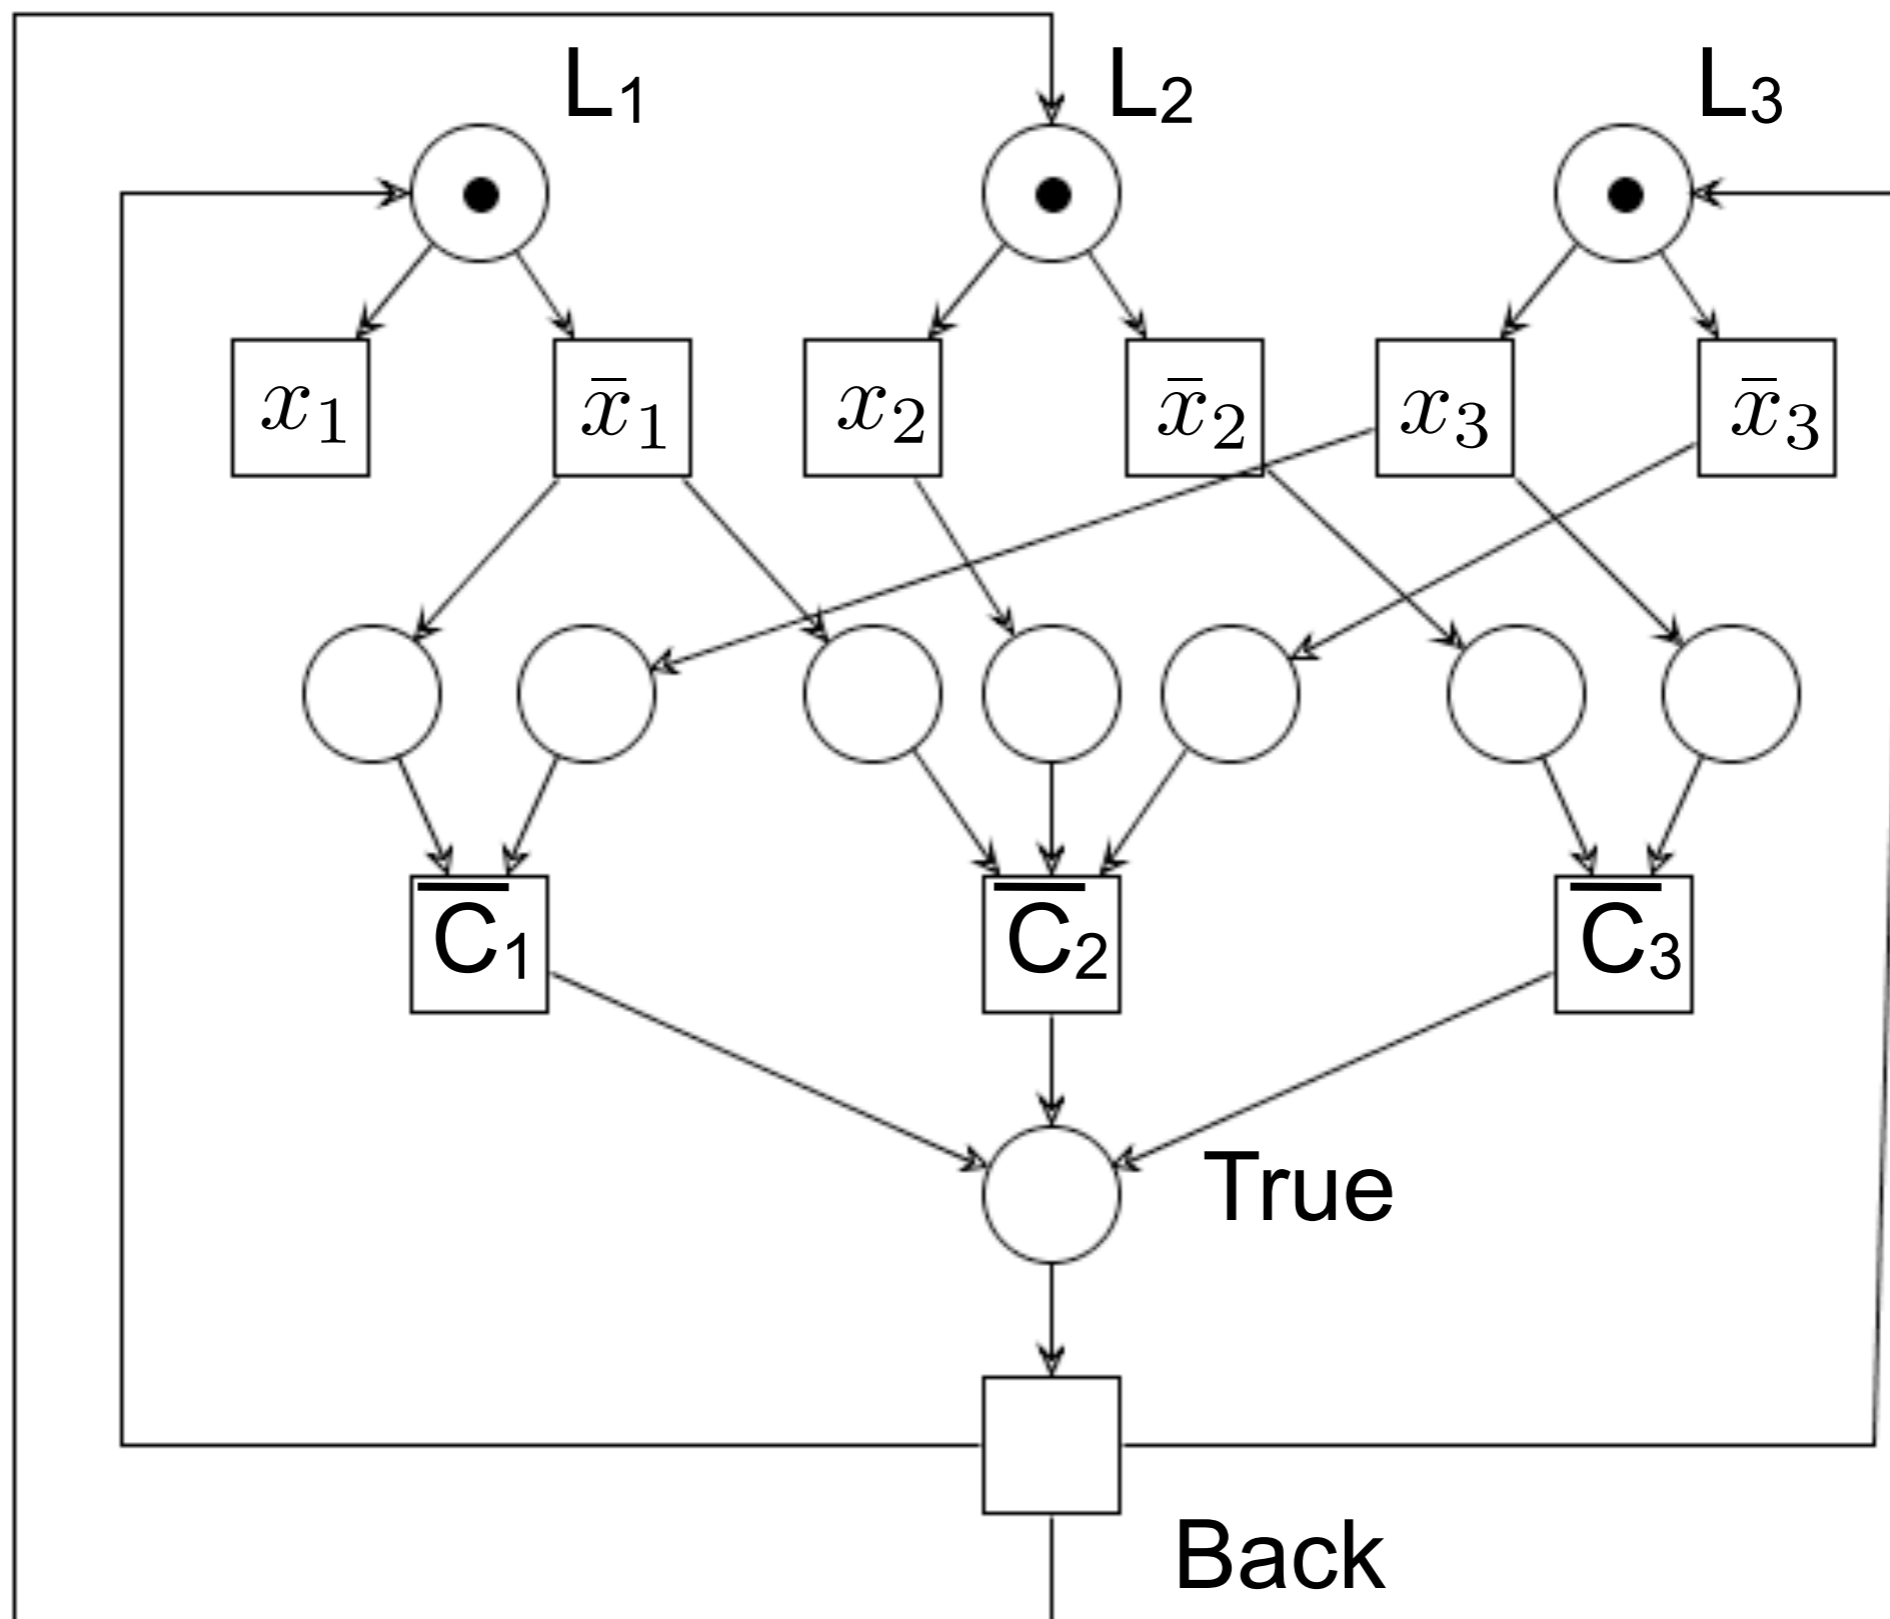 L₁ L₂ L₃
x₁ x̄₁ x₂ x̄₂ x₃ x̄₃
C̅₁ C̅₂ C̅₃
True
Back